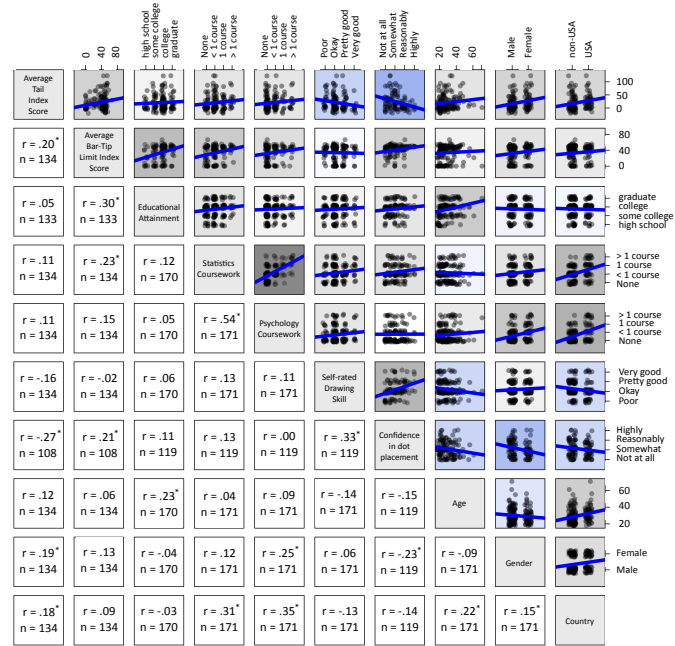 high school
some college
college
graduate
None
< 1 course
1 course
> 1 course
None
< 1 course
1 course
> 1 course
Poor
Okay
Pretty good
Very good
Not at all
Somewhat
Reasonably
Highly
Male
Female
non-USA
USA
0 40 80
20 40 60
Average
Tail
Index
Score
100
50
0
r = .20*
n = 134
Average
Bar-Tip
Limit Index
Score
80
40
0
r = .05
n = 133
r = .30*
n = 133
Educational
Attainment
graduate
college
some college
high school
r = .11
n = 134
r = .23*
n = 134
r = .12
n = 170
Statistics
Coursework
> 1 course
1 course
< 1 course
None
r = .11
n = 134
r = .15
n = 134
r = .05
n = 170
r = .54*
n = 171
Psychology
Coursework
> 1 course
1 course
< 1 course
None
r = -.16
n = 134
r = -.02
n = 134
r = .06
n = 170
r = .13
n = 171
r = .11
n = 171
Self-rated
Drawing
Skill
Very good
Pretty good
Okay
Poor
r = -.27*
n = 108
r = .21*
n = 108
r = .11
n = 119
r = .13
n = 119
r = .00
n = 119
r = .33*
n = 119
Confidence
in dot
placement
Highly
Reasonably
Somewhat
Not at all
r = .12
n = 134
r = .06
n = 134
r = .23*
n = 170
r = .04
n = 171
r = .09
n = 171
r = -.14
n = 171
r = -.15
n = 119
Age
60
40
20
r = .19*
n = 134
r = .13
n = 134
r = -.04
n = 170
r = .12
n = 171
r = .25*
n = 171
r = .06
n = 171
r = -.23*
n = 119
r = -.09
n = 171
Gender
Female
Male
r = .18*
n = 134
r = .09
n = 134
r = -.03
n = 170
r = .31*
n = 171
r = .35*
n = 171
r = -.13
n = 171
r = -.14
n = 119
r = .22*
n = 171
r = .15*
n = 171
Country